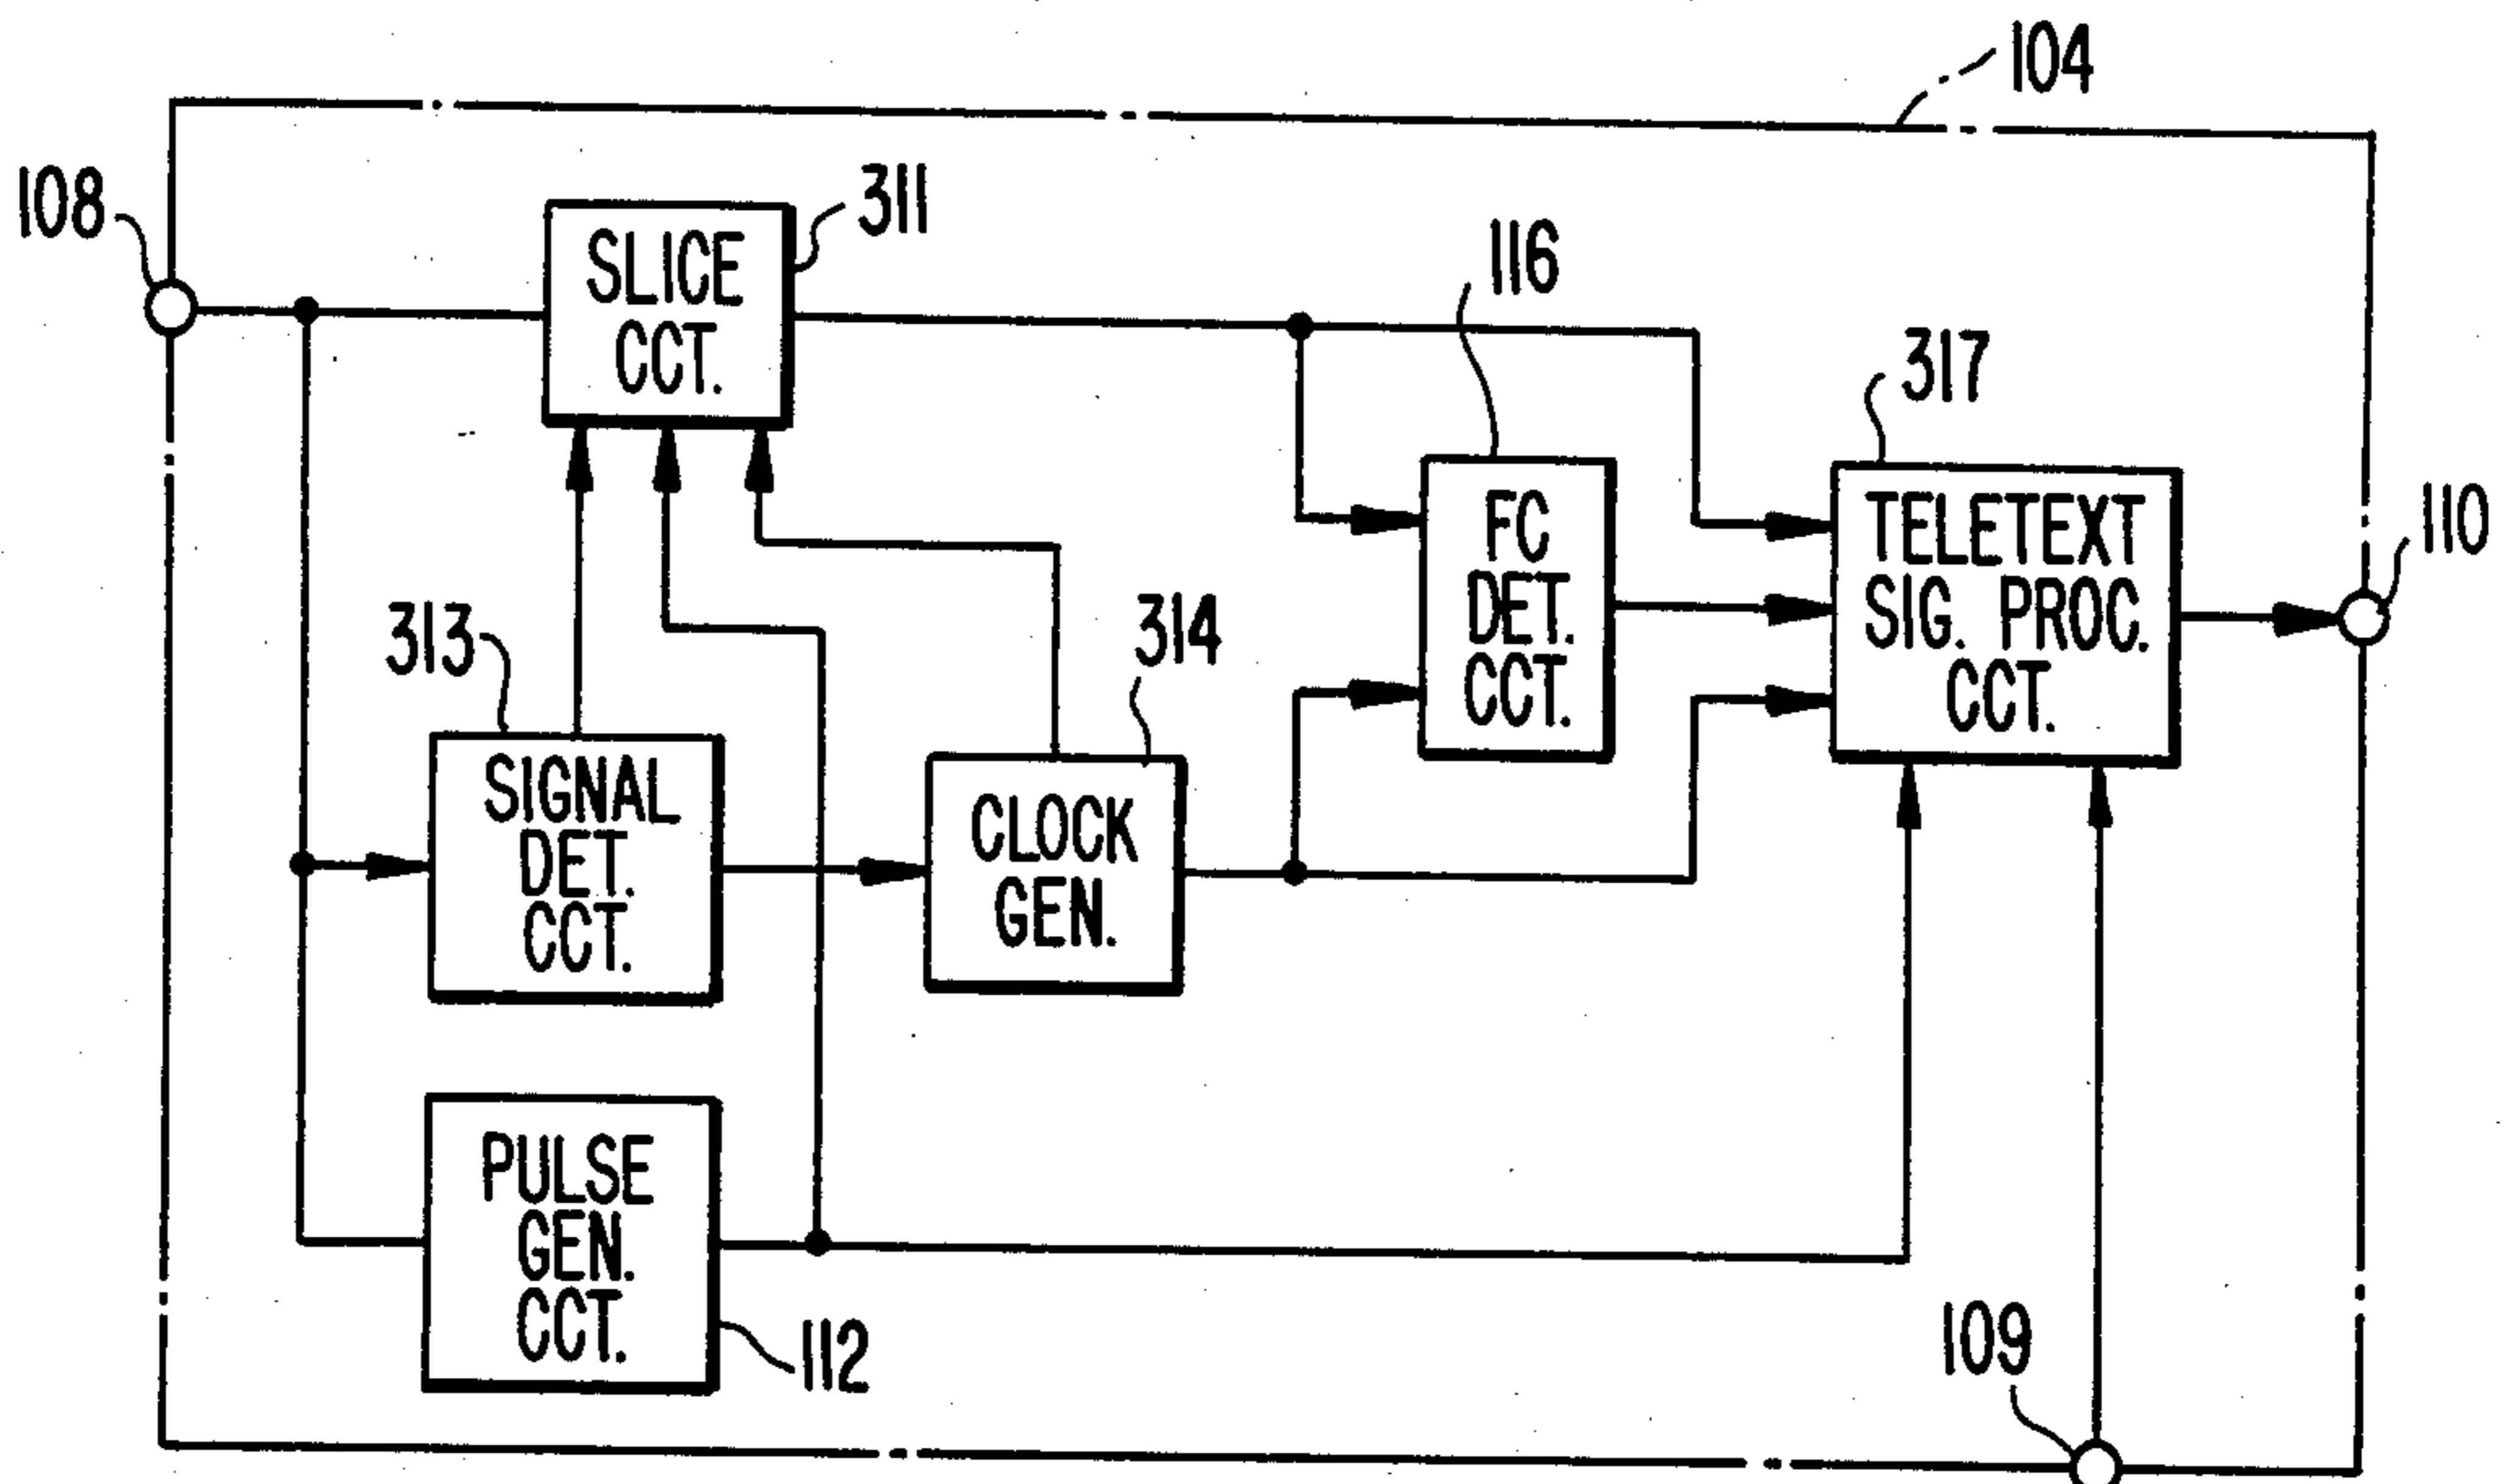 104
108
311
SLICE
CCT.
116
317
FC
DET.
CCT.
TELETEXT
SIG. PROC.
CCT.
110
313
314
SIGNAL
DET.
CCT.
CLOCK
GEN.
PULSE
GEN.
CCT.
112
109